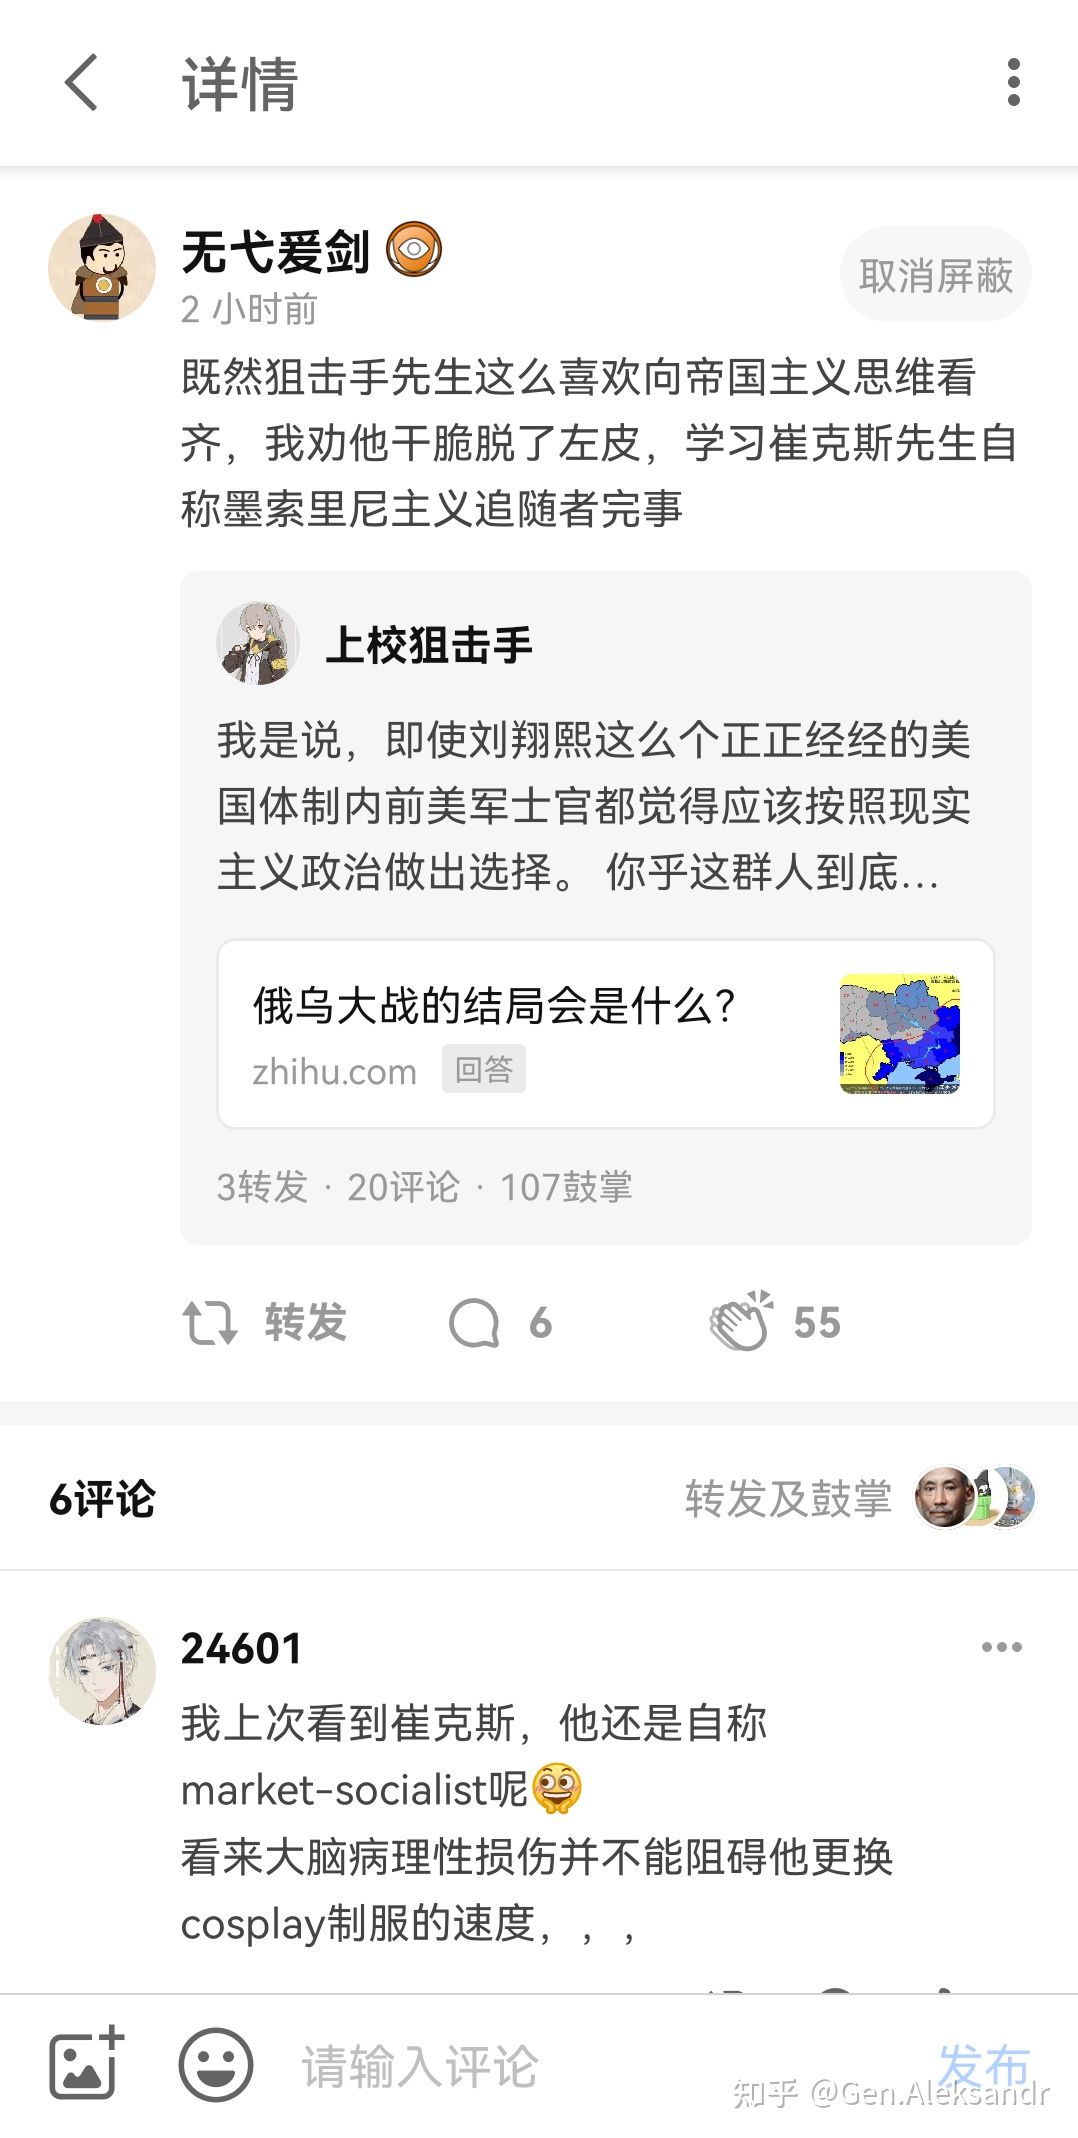 详情
无弋爰剑
2 小时前
取消屏蔽
既然狙击手先生这么喜欢向帝国主义思维看
齐，我劝他干脆脱了左皮，学习崔克斯先生自
称墨索里尼主义追随者完事
上校狙击手
我是说，即使刘翔熙这么个正正经经的美
国体制内前美军士官都觉得应该按照现实
主义政治做出选择。 你乎这群人到底...
俄乌大战的结局会是什么？
zhihu.com 回答
3转发 · 20评论 · 107鼓掌
转发 6 55
6评论 转发及鼓掌
24601
我上次看到崔克斯，他还是自称
market-socialist呢
看来大脑病理性损伤并不能阻碍他更换
cosplay制服的速度，，，
请输入评论 发布
知乎 @Gen.Aleksandr